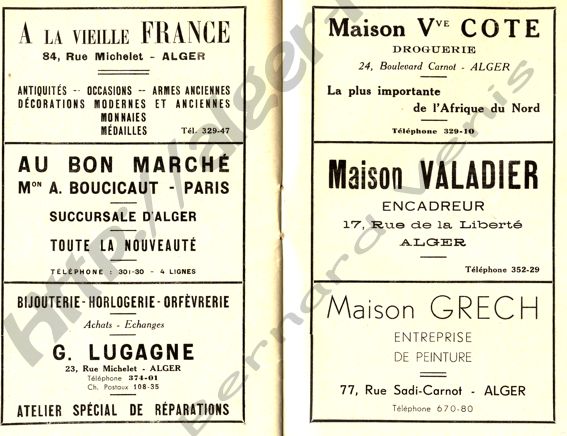 A LA VIEILLE FRANCE
84, Rue Michelet - ALGER
ANTIQUITÉS -- OCCASIONS -- ARMES ANCIENNES
DÉCORATIONS MODERNES ET ANCIENNES
MONNAIES
MÉDAILLES Tél. 329-47
AU BON MARCHÉ
MON A. BOUCICAUT - PARIS
SUCCURSALE D'ALGER
TOUTE LA NOUVEAUTÉ
TÉLÉPHONE : 301-30 - 4 LIGNES
BIJOUTERIE-HORLOGERIE-ORFÈVRERIE
Achats - Echanges
G. LUGAGNE
23, Rue Michelet - ALGER
Téléphone 374-01
Ch. Postaux 108-35
ATELIER SPÉCIAL DE RÉPARATIONS
Maison Vve COTE
DROGUERIE
24, Boulevard Carnot - ALGER
La plus importante
de l'Afrique du Nord
Téléphone 329-10
Maison VALADIER
ENCADREUR
17, Rue de la Liberté
ALGER
Téléphone 352-29
Maison GRECH
ENTREPRISE
DE PEINTURE
77, Rue Sadi-Carnot - ALGER
Téléphone 670-80
Bernard Venis